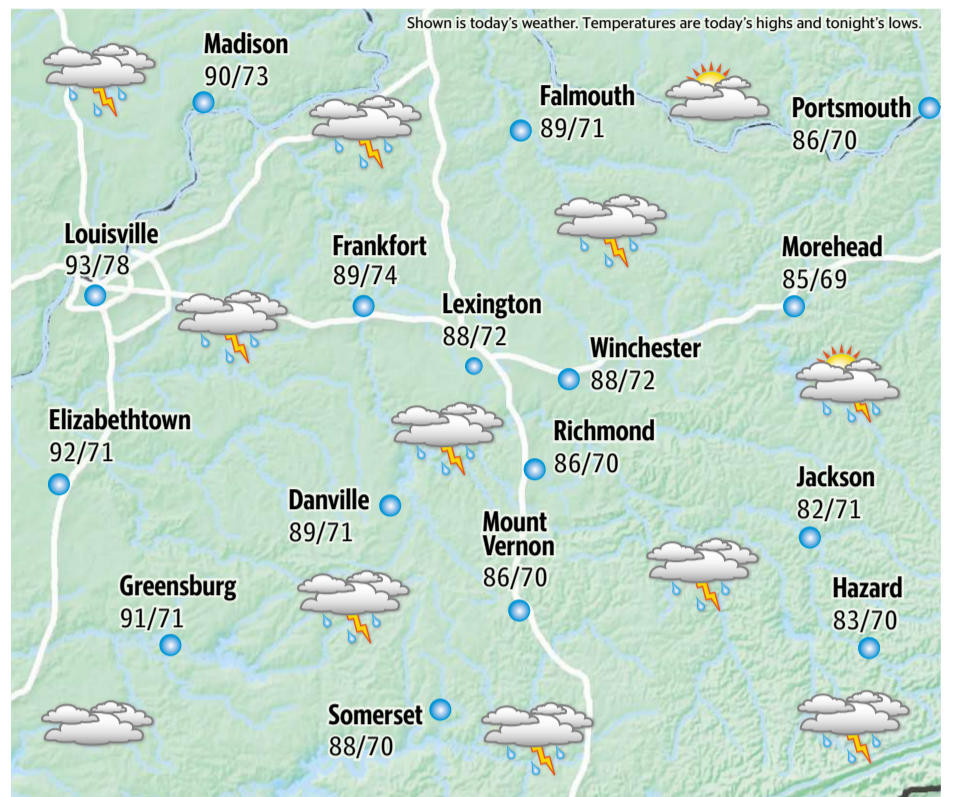 Shown is today's weather. Temperatures are today's highs and tonight's lows.
Madison
90/73
Falmouth
89/71
Portsmouth
86/70
Louisville
93/78
Frankfort
89/74
Morehead
85/69
Lexington
88/72
Winchester
88/72
Elizabethtown
92/71
Richmond
86/70
Jackson
82/71
Danville
89/71
Mount
Vernon
86/70
Greensburg
91/71
Hazard
83/70
Somerset
88/70